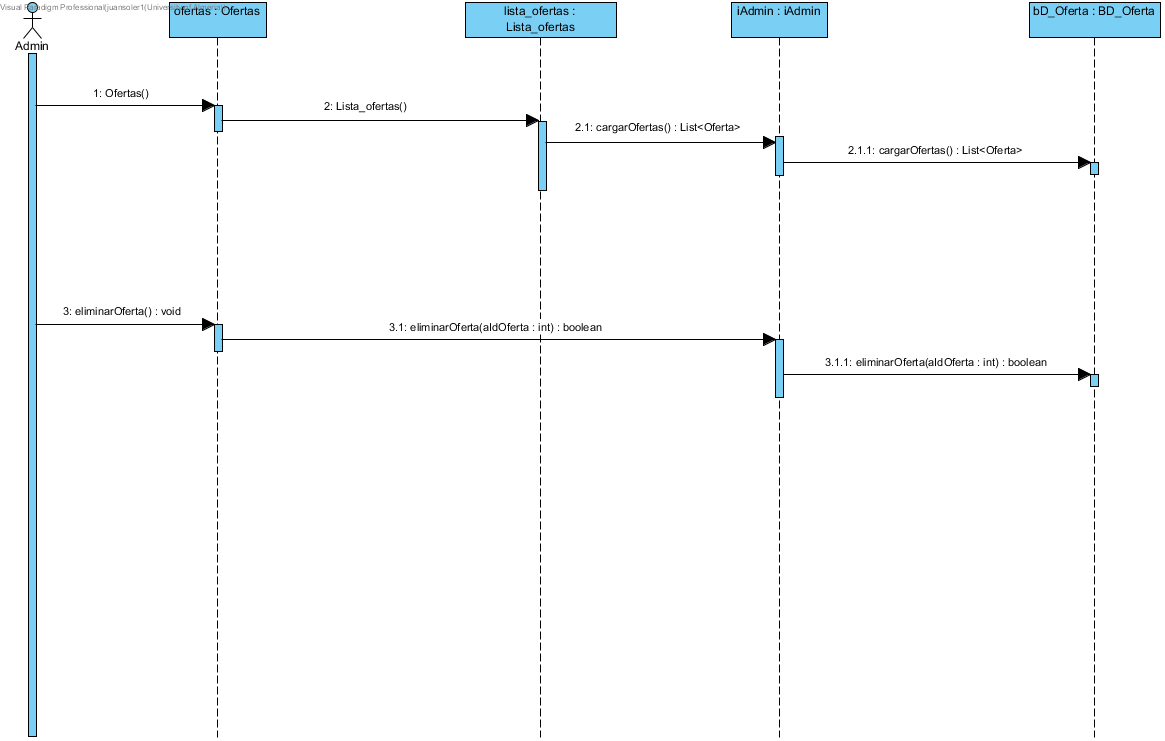 Visual Paradigm Professional(juansoler1(Universidad
Admin
ofertas : Ofertas
lista_ofertas :
Lista_ofertas
iAdmin : iAdmin
bD_Oferta : BD_Oferta
1: Ofertas()
2: Lista_ofertas()
2.1: cargarOfertas() : List<Oferta>
2.1.1: cargarOfertas() : List<Oferta>
3: eliminarOferta() : void
3.1: eliminarOferta(aIdOferta : int) : boolean
3.1.1: eliminarOferta(aIdOferta : int) : boolean